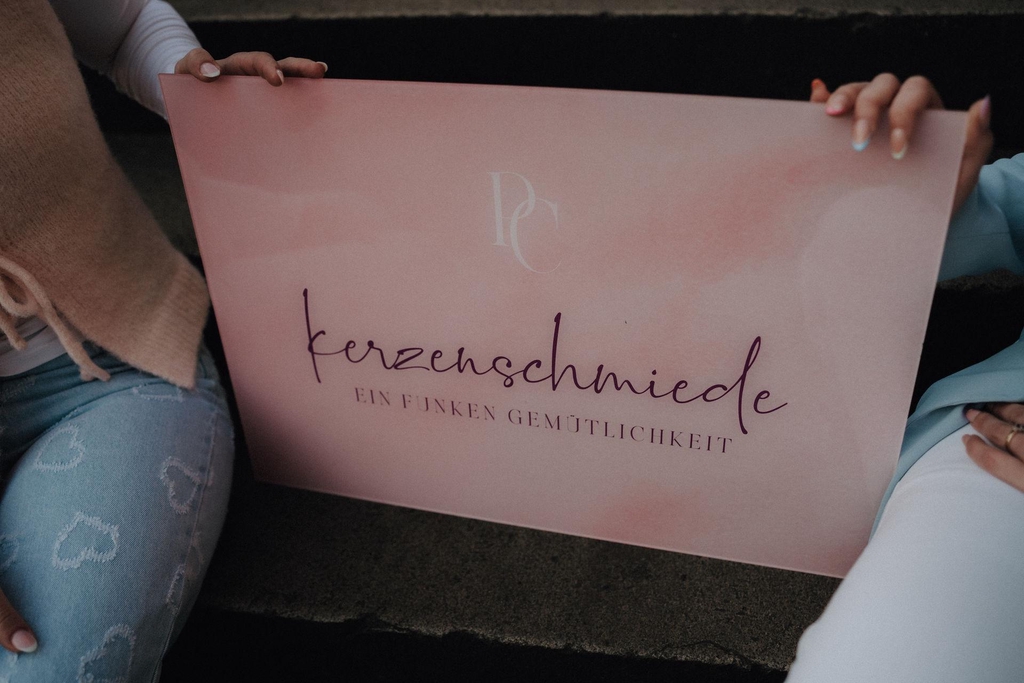 PC
kerzenschmiede
EIN FUNKEN GEMÜTLICHKEIT